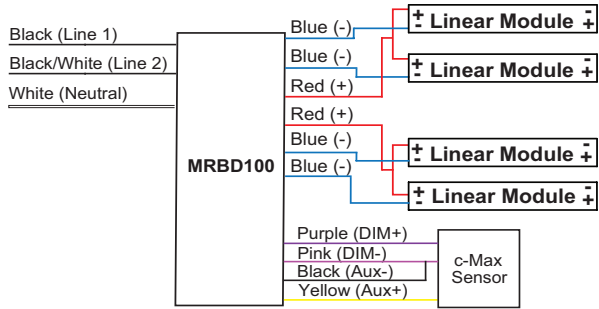 Black (Line 1)
Black/White (Line 2)
White (Neutral)
MRBD100
Blue (-)
Blue (-)
Red (+)
Red (+)
Blue (-)
Blue (-)
Purple (DIM+)
Pink (DIM-)
Black (Aux-)
Yellow (Aux+)
+ - Linear Module - +
+ - Linear Module - +
+ - Linear Module - +
+ - Linear Module - +
c-Max
Sensor